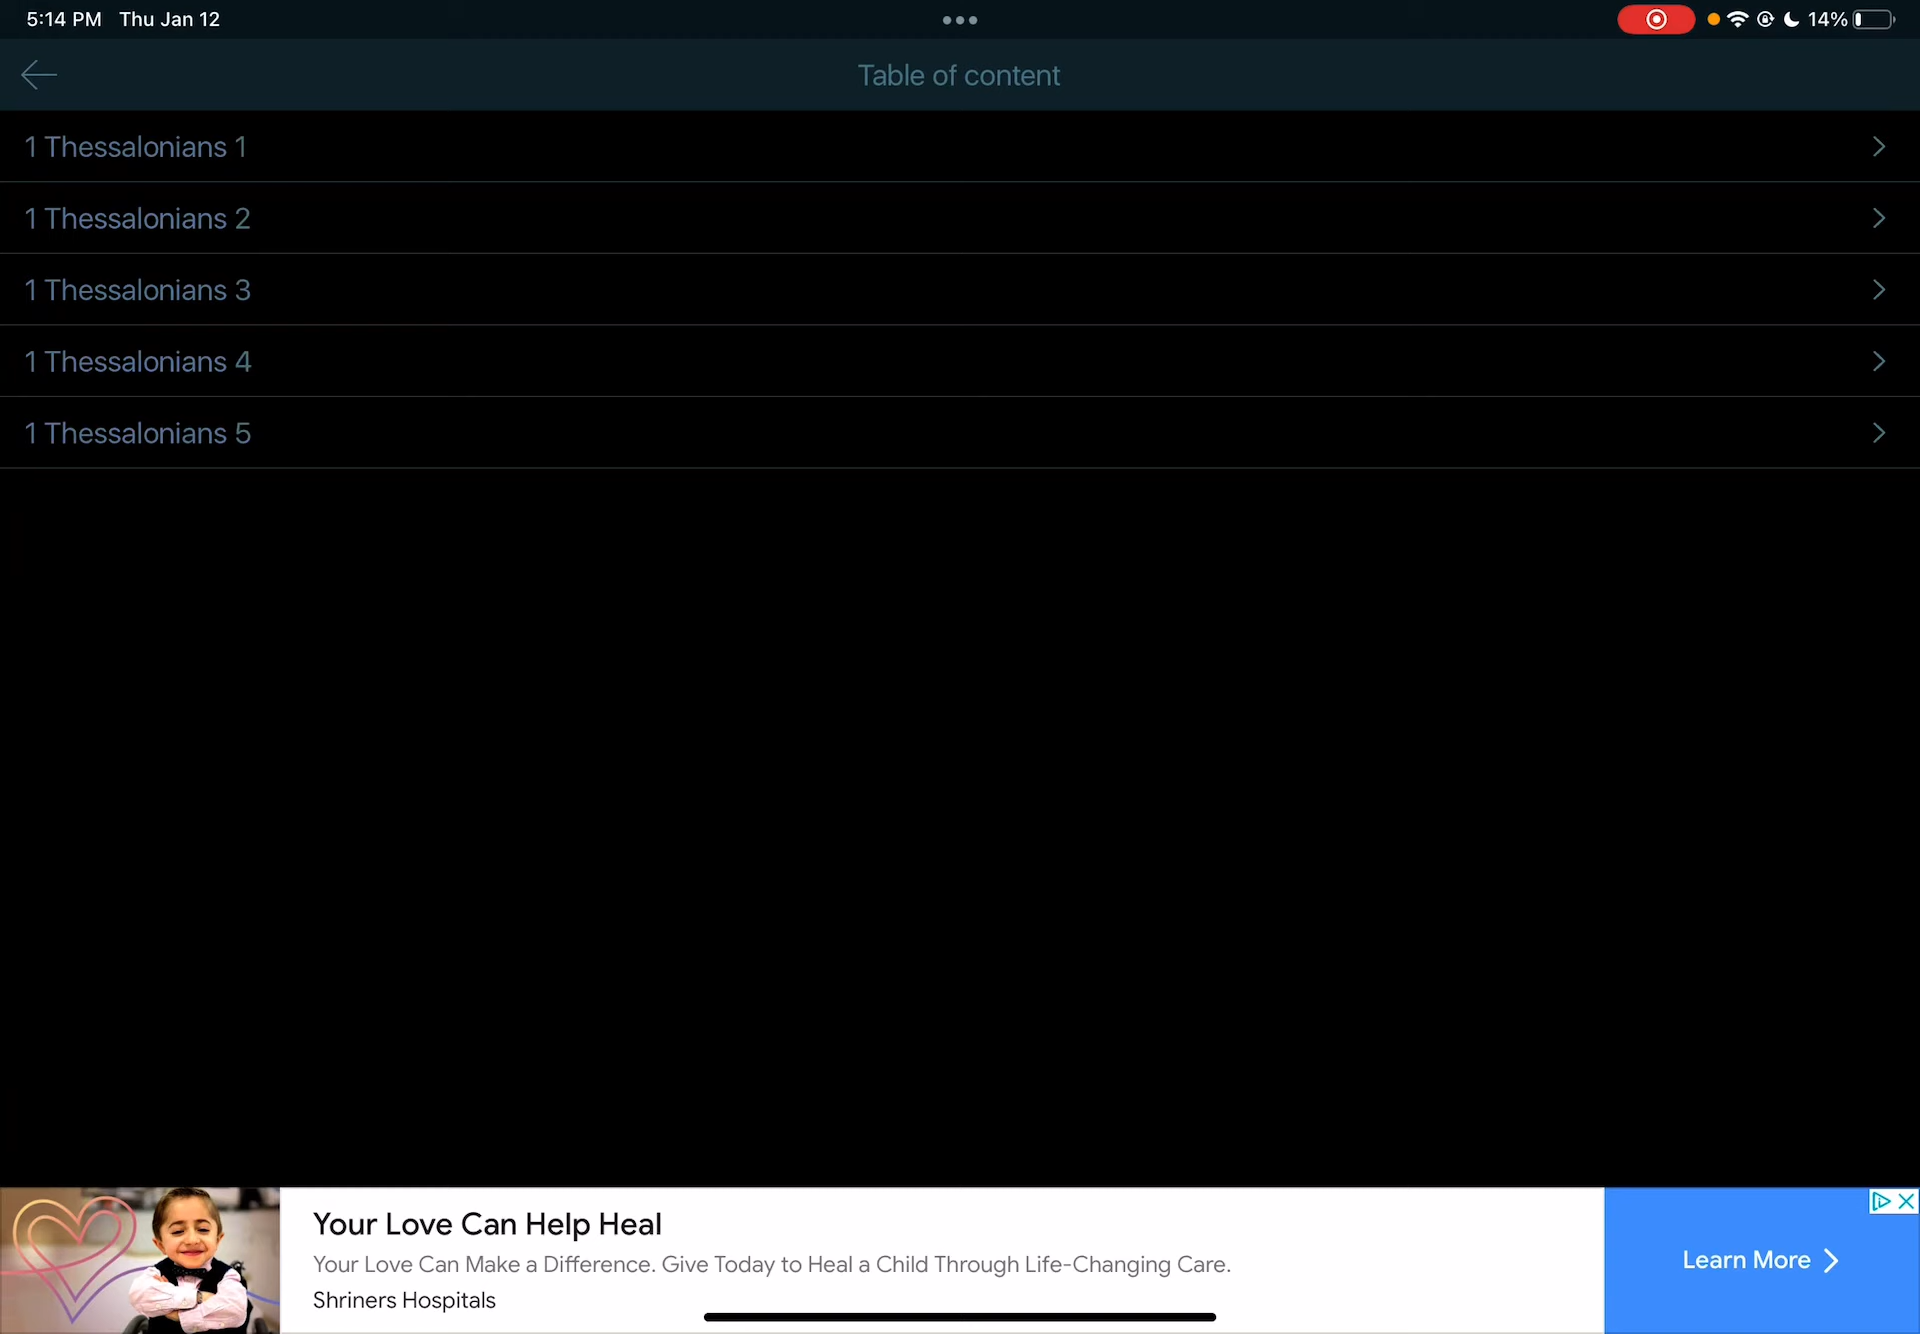 5:14 PM Thu Jan 12
14%
Table of content
1 Thessalonians 1
1 Thessalonians 2
1 Thessalonians 3
1 Thessalonians 4
1 Thessalonians 5
Your Love Can Help Heal
Your Love Can Make a Difference. Give Today to Heal a Child Through Life-Changing Care.
Shriners Hospitals
Learn More